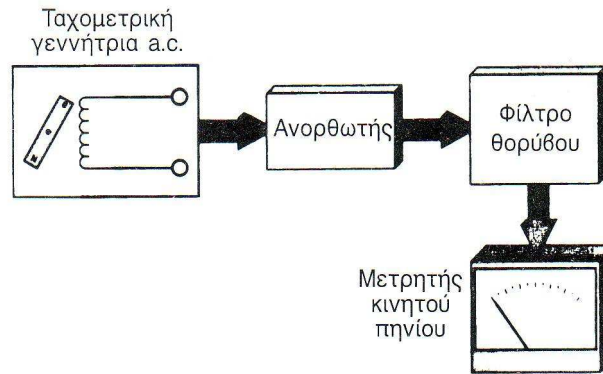 Ταχομετρική
γεννήτρια a.c.
Ανορθωτής
Φίλτρο
θορύβου
Μετρητής
κινητού
πηνίου